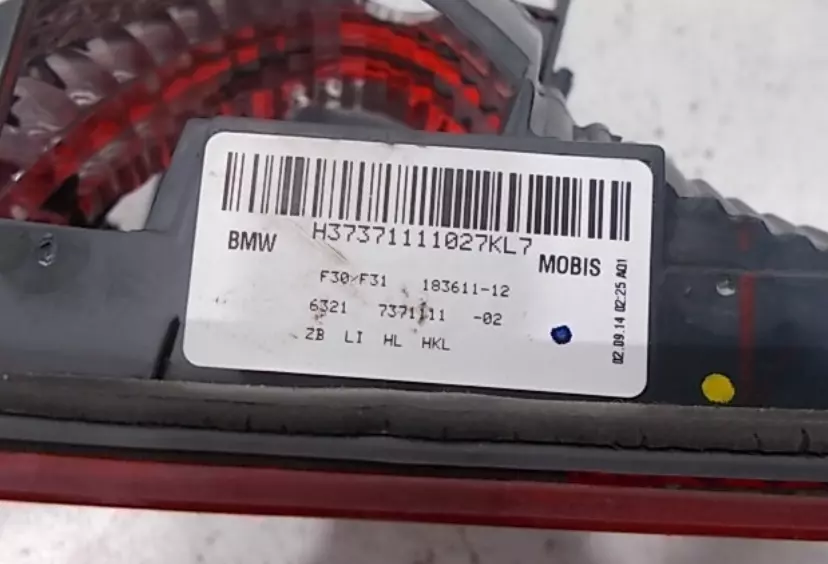 H37371111027KL7
BMW
MOBIS
F30/F31 183611-12
6321 7371111 -02
ZB LI HL HKL
02.09.14 02:25 A01